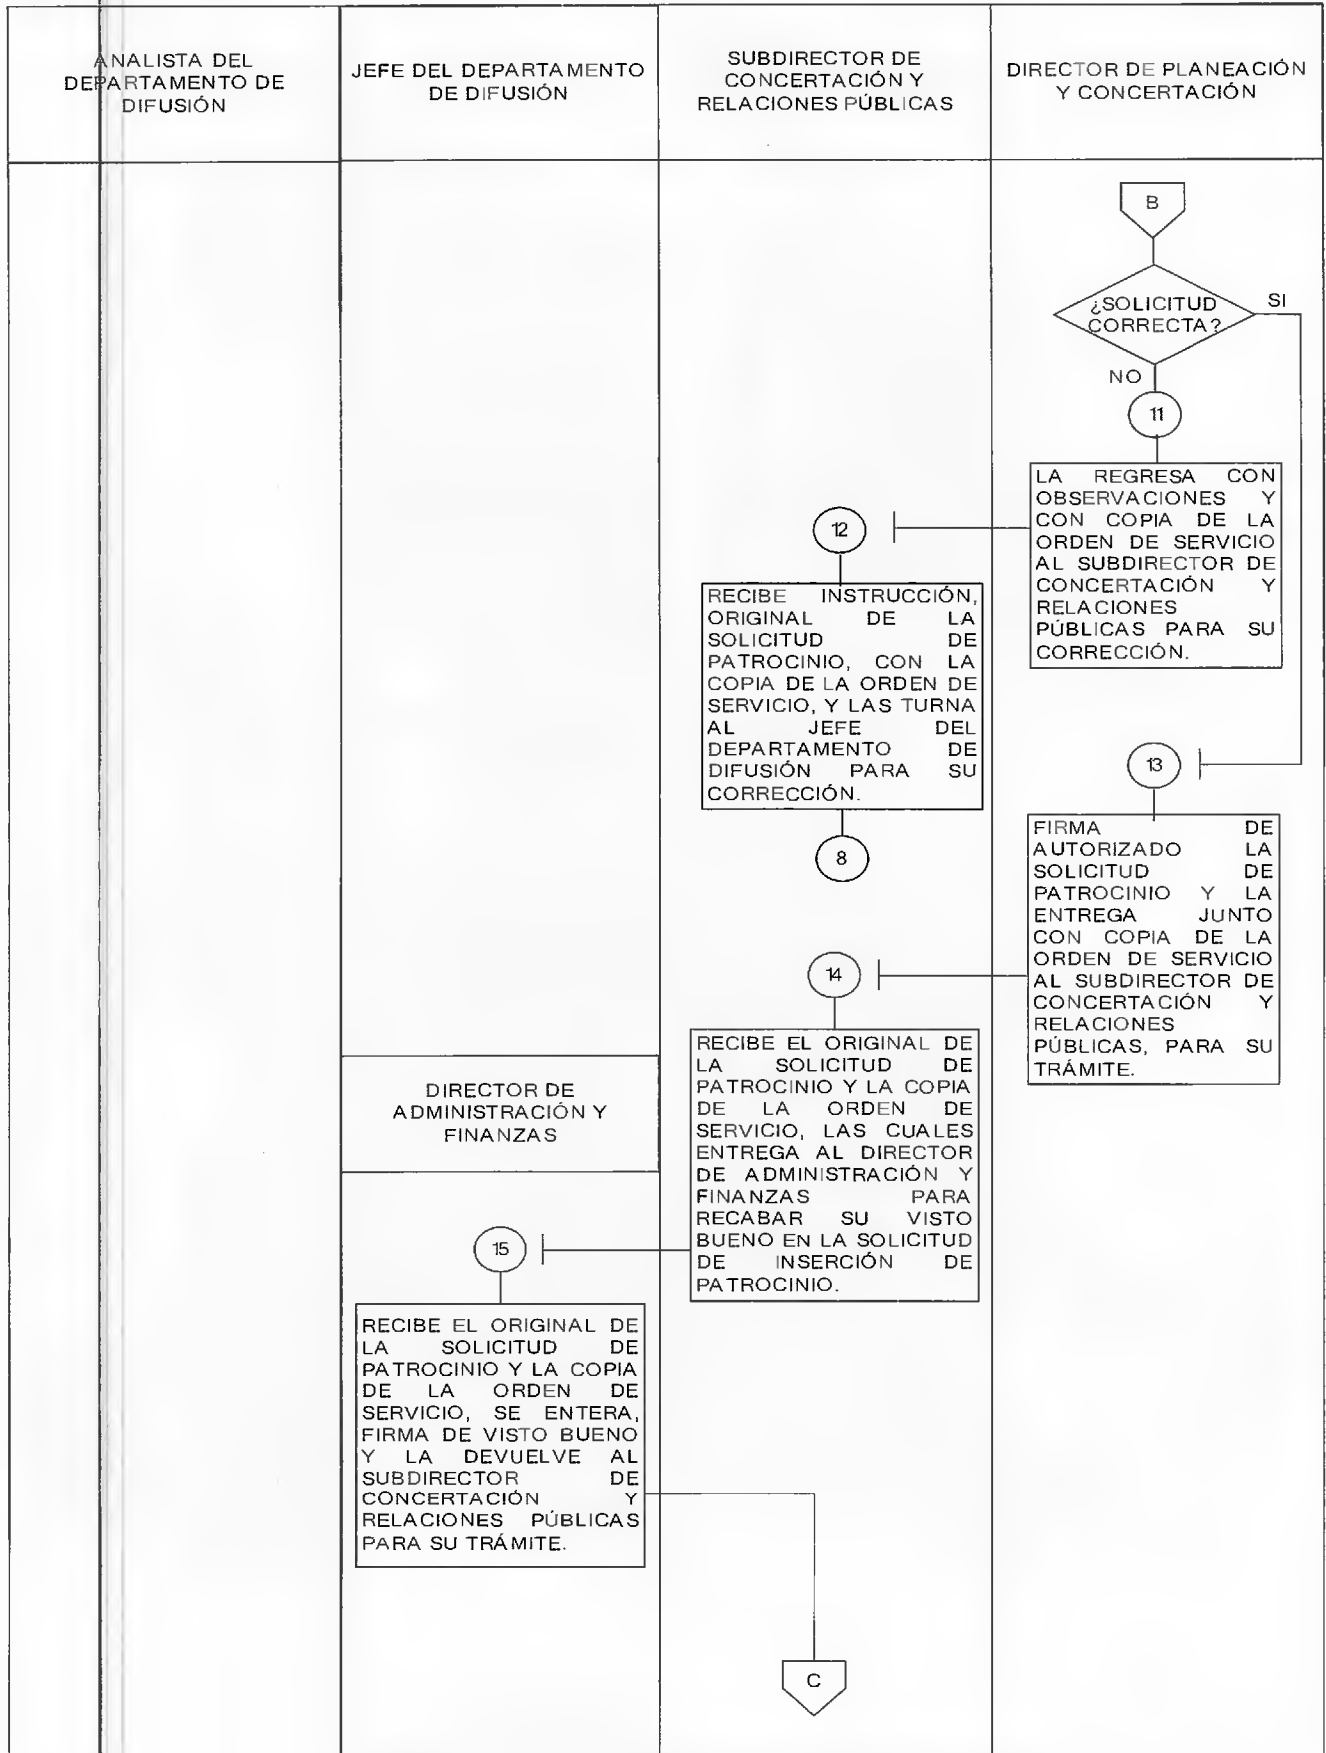 ANALISTA DEL
DEPARTAMENTO DE
DIFUSIÓN
JEFE DEL DEPARTAMENTO
DE DIFUSIÓN
SUBDIRECTOR DE
CONCERTACIÓN Y
RELACIONES PÚBLICAS
DIRECTOR DE PLANEACIÓN
Y CONCERTACIÓN
B
¿SOLICITUD
CORRECTA?
SI
NO
11
LA REGRESA CON
OBSERVACIONES Y
CON COPIA DE LA
ORDEN DE SERVICIO
AL SUBDIRECTOR DE
CONCERTACIÓN Y
RELACIONES
PÚBLICAS PARA SU
CORRECCIÓN.
12
RECIBE INSTRUCCIÓN,
ORIGINAL DE LA
SOLICITUD DE
PATROCINIO, CON LA
COPIA DE LA ORDEN DE
SERVICIO, Y LAS TURNA
AL JEFE DEL
DEPARTAMENTO DE
DIFUSIÓN PARA SU
CORRECCIÓN.
8
13
FIRMA DE
AUTORIZADO LA
SOLICITUD DE
PATROCINIO Y LA
ENTREGA JUNTO
CON COPIA DE LA
ORDEN DE SERVICIO
AL SUBDIRECTOR DE
CONCERTACIÓN Y
RELACIONES
PÚBLICAS, PARA SU
TRÁMITE.
14
RECIBE EL ORIGINAL DE
LA SOLICITUD DE
PATROCINIO Y LA COPIA
DE LA ORDEN DE
SERVICIO, LAS CUALES
ENTREGA AL DIRECTOR
DE ADMINISTRACIÓN Y
FINANZAS PARA
RECABAR SU VISTO
BUENO EN LA SOLICITUD
DE INSERCIÓN DE
PATROCINIO.
DIRECTOR DE
ADMINISTRACIÓN Y
FINANZAS
15
RECIBE EL ORIGINAL DE
LA SOLICITUD DE
PATROCINIO Y LA COPIA
DE LA ORDEN DE
SERVICIO, SE ENTERA,
FIRMA DE VISTO BUENO
Y LA DEVUELVE AL
SUBDIRECTOR DE
CONCERTACIÓN Y
RELACIONES PÚBLICAS
PARA SU TRÁMITE.
C